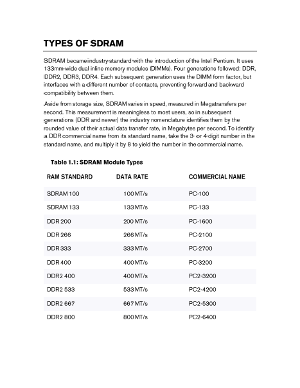 TYPES OF SDRAM
SDRAM became industry-standard with the introduction of the Intel Pentium. It uses
133mm-wide dual inline memory modules (DIMMs). Four generations followed: DDR,
DDR2, DDR3, DDR4. Each subsequent generation uses the DIMM form factor, but
interfaces with a different number of contacts, preventing forward and backward
compatibility between them.
Aside from storage size, SDRAM varies in speed, measured in Megatransfers per
second. This measurement is meaningless to most users, so in subsequent
generations (DDR and newer) the industry nomenclature identifies them by the
rounded value of their actual data transfer rate, in Megabytes per second. To identify
a DDR commercial name from its standard name, take the 3- or 4-digit number in the
standard name, and multiply it by 8 to yield the number in the commercial name.
Table 1.1: SDRAM Module Types
RAM STANDARD DATA RATE COMMERCIAL NAME
SDRAM 100 100 MT/s PC-100
SDRAM 133 133 MT/s PC-133
DDR 200 200 MT/s PC-1600
DDR 266 266 MT/s PC-2100
DDR 333 333 MT/s PC-2700
DDR 400 400 MT/s PC-3200
DDR2 400 400 MT/s PC2-3200
DDR2 533 533 MT/s PC2-4200
DDR2 667 667 MT/s PC2-5300
DDR2 800 800 MT/s PC2-6400